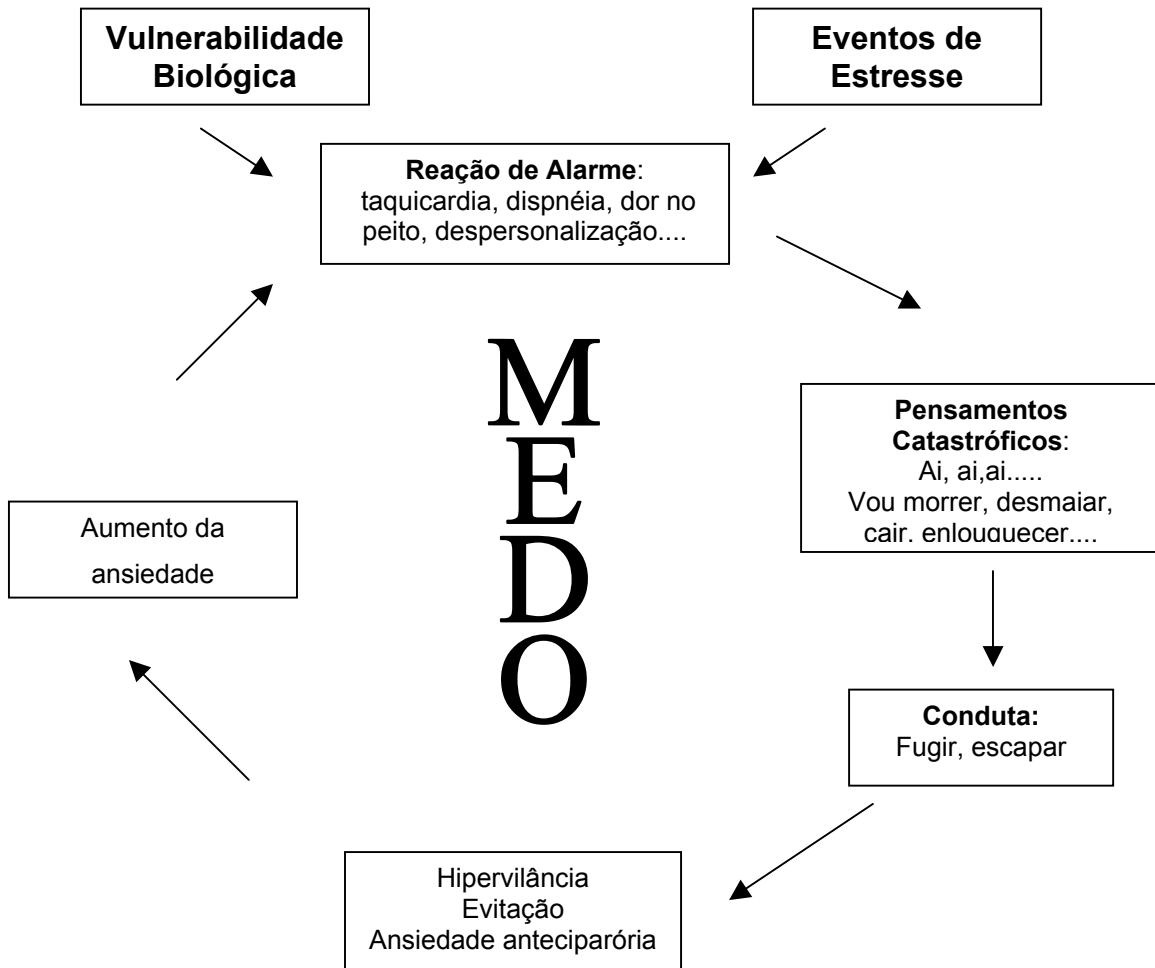 Vulnerabilidade
Biológica
Eventos de
Estresse
Reação de Alarme:
taquicardia, dispnéia, dor no
peito, despersonalização....
M
E
D
O
Pensamentos
Catastróficos:
Ai, ai,ai.....
Vou morrer, desmaiar,
cair, enlouquecer....
Aumento da
ansiedade
Conduta:
Fugir, escapar
Hipervilância
Evitação
Ansiedade anteciparória